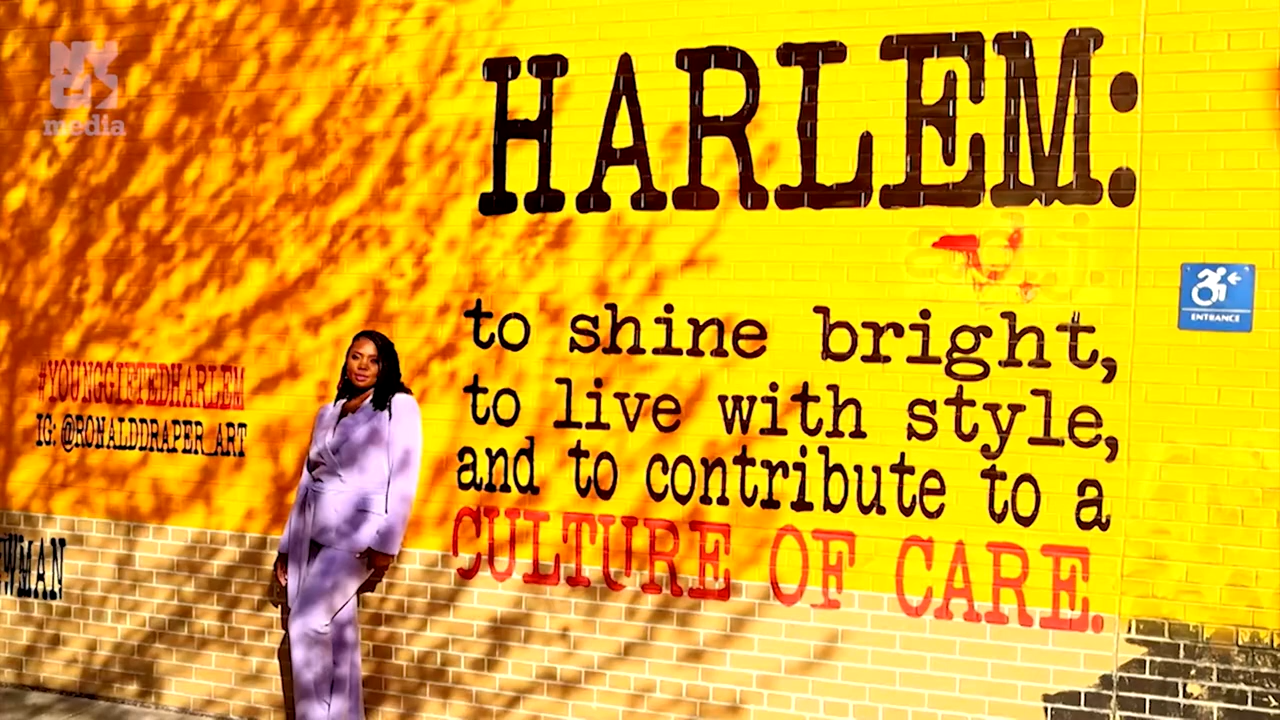 NYC
media
HARLEM:
to shine bright,
to live with style,
and to contribute to a
CULTURE OF CARE.
#YOUNGGIFTEDHARLEM
IG: @RONALDDRAPER_ART
ENTRANCE